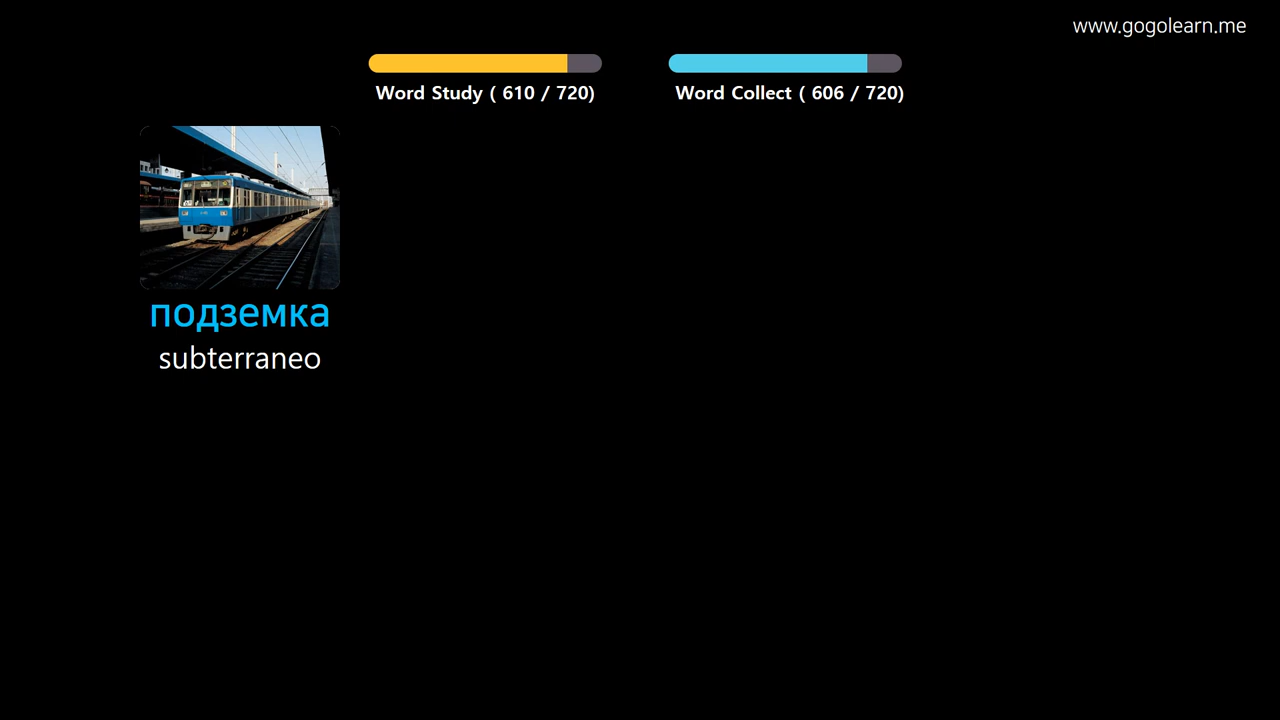 www.gogolearn.me
Word Study ( 610 / 720)
Word Collect ( 606 / 720)
подземка
subterraneo